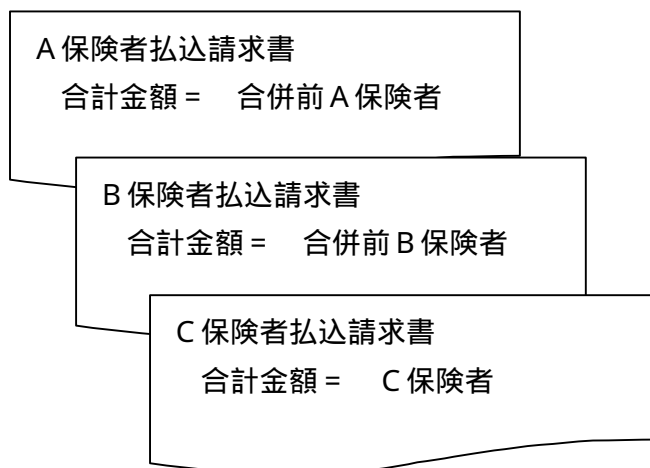 A保険者払込請求書
合計金額＝　合併前A保険者
B保険者払込請求書
合計金額＝　合併前B保険者
C保険者払込請求書
合計金額＝　C保険者